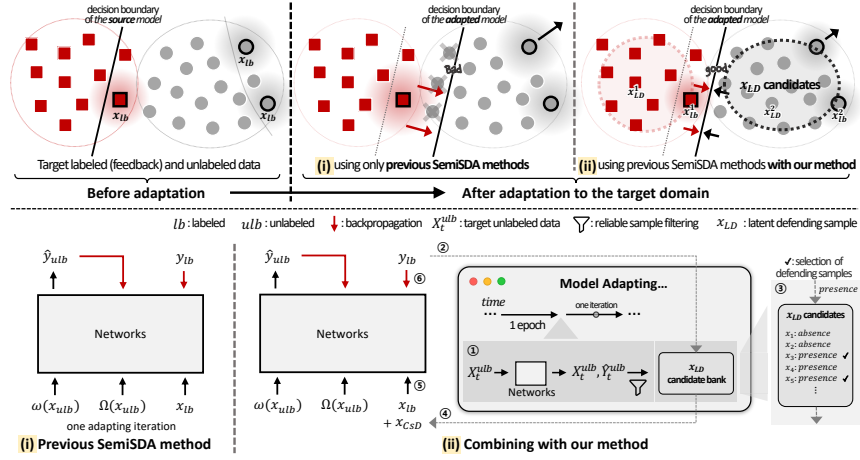 decision boundary
of the source model
decision boundary
of the adapted model
decision boundary
of the adapted model
x_lb
x_lb
x_lb
Bad
good
x_LD^1
x_lb^1
x_LD candidates
x_LD^2
x_lb^2
Target labeled (feedback) and unlabeled data
(i) using only previous SemiSDA methods
(ii) using previous SemiSDA methods with our method
Before adaptation
After adaptation to the target domain
lb : labeled
ulb : unlabeled
: backpropagation
X_t^ulb : target unlabeled data
: reliable sample filtering
x_LD : latent defending sample
ŷ_ulb
y_lb
Networks
ω(x_ulb)
Ω(x_ulb)
x_lb
one adapting iteration
(i) Previous SemiSDA method
ŷ_ulb
y_lb
⑥
Networks
⑤
ω(x_ulb)
Ω(x_ulb)
x_lb
+ x_CSD
②
Model Adapting...
time
one iteration
...
...
1 epoch
①
X_t^ulb
Networks
X_t^ulb, Ŷ_t^ulb
x_LD
candidate bank
④
(ii) Combining with our method
✔: selection of
defending samples
③
presence
x_LD candidates
x_1: absence
x_2: absence
x_3: presence ✔
x_4: presence
x_5: presence ✔
⋮